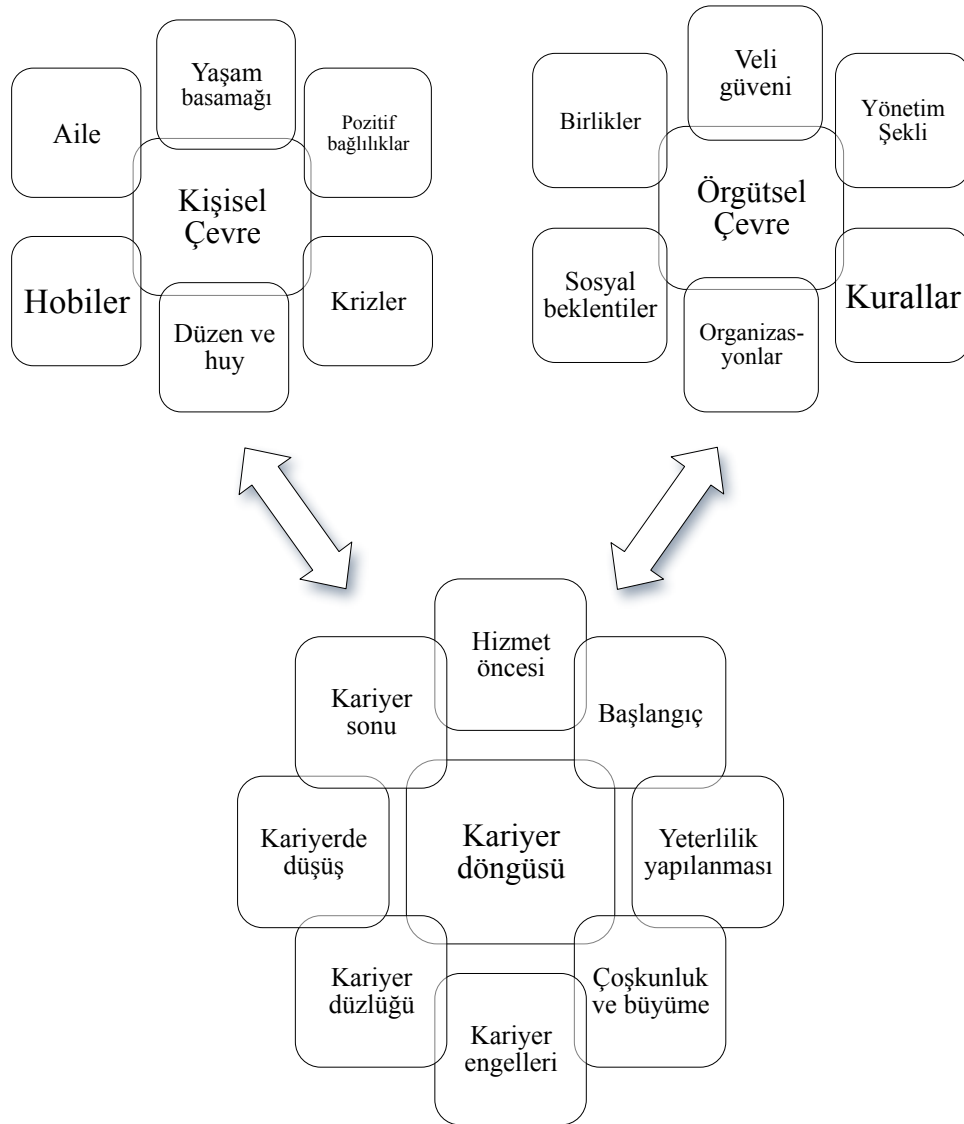 Yaşam
basamağı
Aile
Pozitif
bağlılıklar
Kişisel
Çevre
Hobiler
Krizler
Düzen ve
huy
Veli
güveni
Birlikler
Yönetim
Şekli
Örgütsel
Çevre
Sosyal
beklentiler
Kurallar
Organizas-
yonlar
Hizmet
öncesi
Kariyer
sonu
Başlangıç
Kariyerde
düşüş
Kariyer
döngüsü
Yeterlilik
yapılanması
Kariyer
düzlüğü
Çoşkunluk
ve büyüme
Kariyer
engelleri